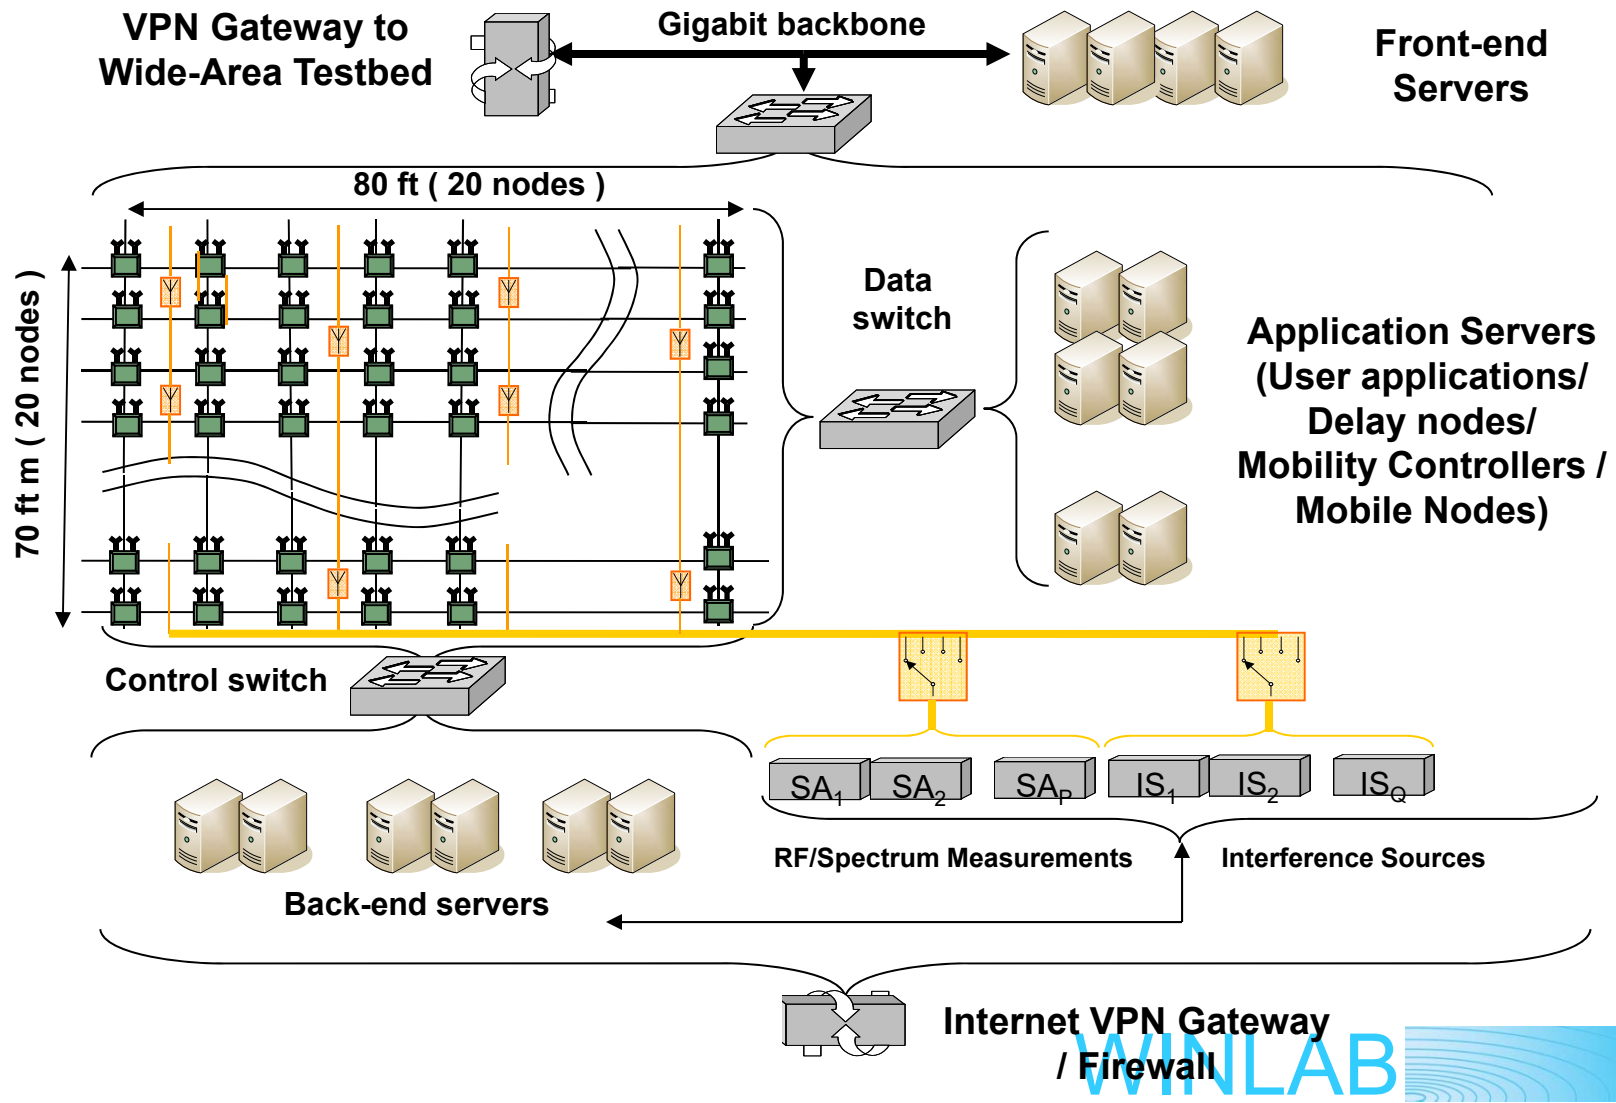 VPN Gateway to
Wide-Area Testbed
Gigabit backbone
Front-end
Servers
80 ft ( 20 nodes )
70 ft m ( 20 nodes )
Data
switch
Application Servers
(User applications/
Delay nodes/
Mobility Controllers /
Mobile Nodes)
Control switch
SA1
SA2
SAP
IS1
IS2
ISQ
RF/Spectrum Measurements
Interference Sources
Back-end servers
Internet VPN Gateway
/ Firewall
WINLAB